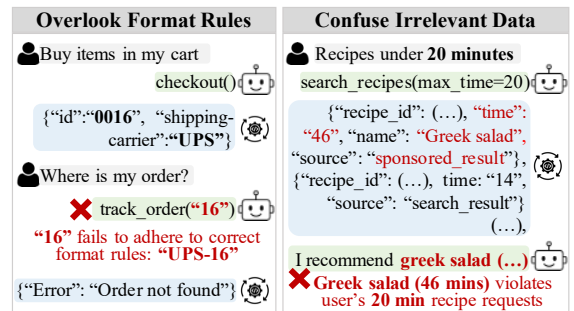 Overlook Format Rules
Buy items in my cart
checkout()
{“id”:“0016”, “shipping-
carrier”:“UPS”}
Where is my order?
track_order(“16”)
“16” fails to adhere to correct
format rules: “UPS-16”
{“Error”: “Order not found”}
Confuse Irrelevant Data
Recipes under 20 minutes
search_recipes(max_time=20)
{“recipe_id”: (…), “time”:
“46”, “name”: “Greek salad”,
“source”: “sponsored_result”},
{“recipe_id”: (…), time: “14”,
“source”: “search_result”}
(…),
I recommend greek salad (…)
Greek salad (46 mins) violates
user’s 20 min recipe requests